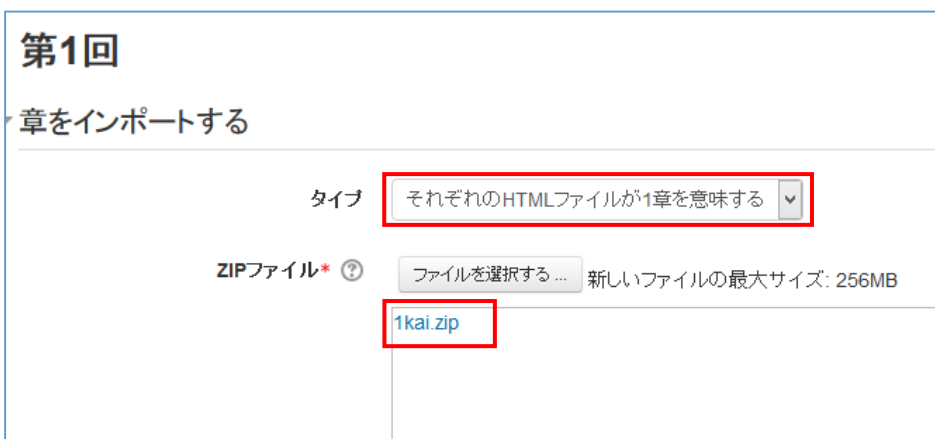 第1回
章をインポートする
タイプ それぞれのHTMLファイルが1章を意味する
ZIPファイル* ファイルを選択する ... 新しいファイルの最大サイズ: 256MB
1kai.zip